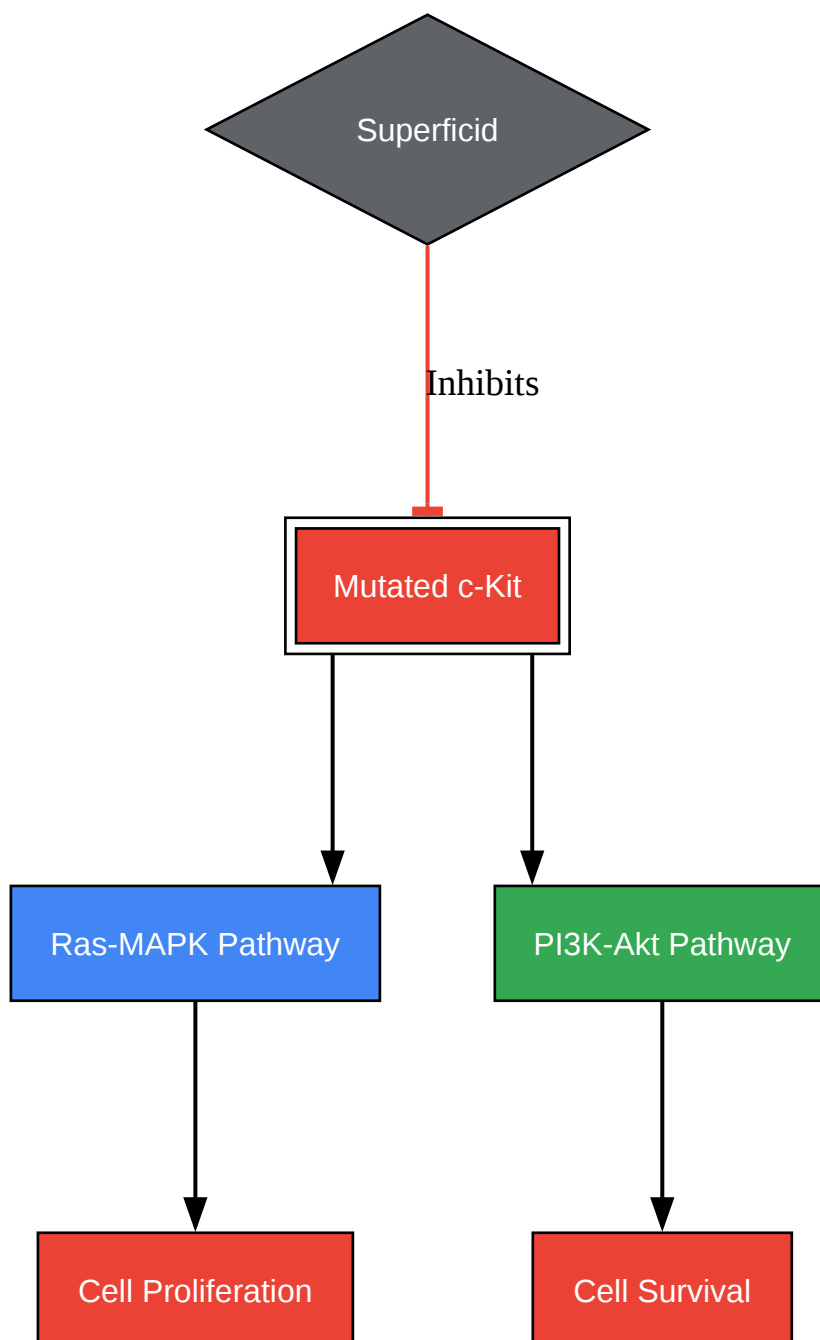 Superficid
Inhibits
Mutated c-Kit
Ras-MAPK Pathway
PI3K-Akt Pathway
Cell Proliferation
Cell Survival